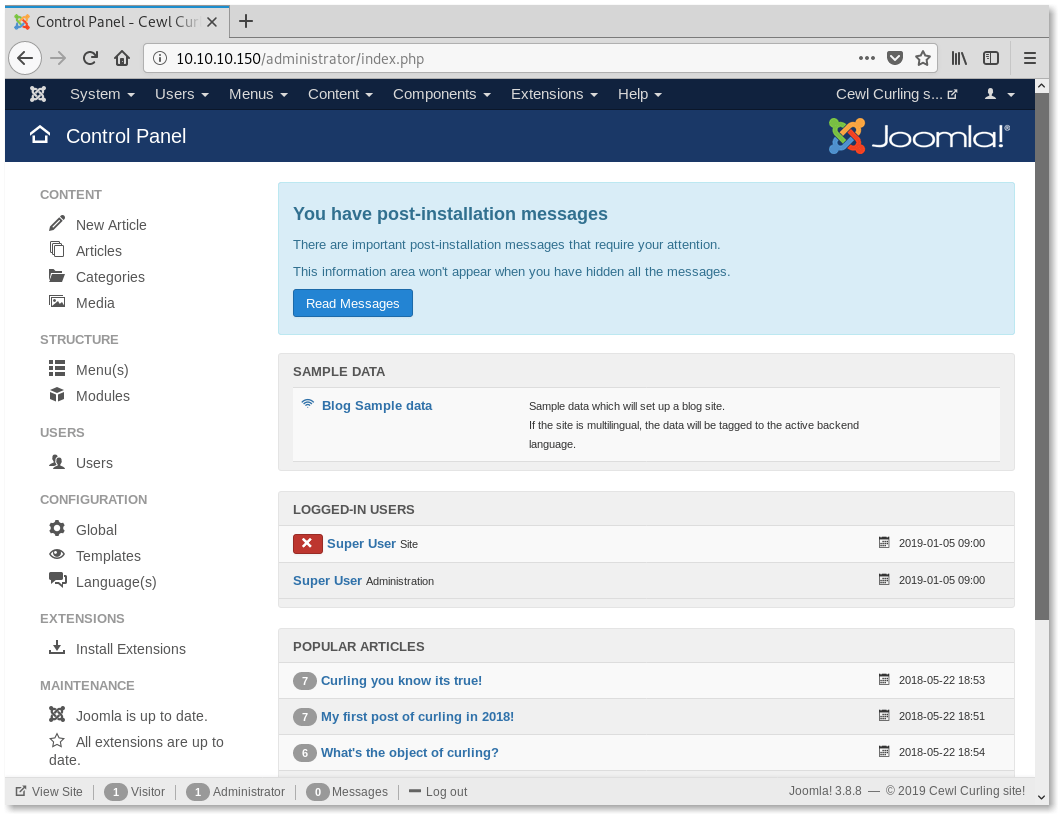 Control Panel - Cewl Cur
10.10.10.150/administrator/index.php
System Users Menus Content Components Extensions Help Cewl Curling s...
Control Panel
Joomla!®
CONTENT
New Article
Articles
Categories
Media
STRUCTURE
Menu(s)
Modules
USERS
Users
CONFIGURATION
Global
Templates
Language(s)
EXTENSIONS
Install Extensions
MAINTENANCE
Joomla is up to date.
All extensions are up to
date.
You have post-installation messages
There are important post-installation messages that require your attention.
This information area won't appear when you have hidden all the messages.
Read Messages
SAMPLE DATA
Blog Sample data
Sample data which will set up a blog site.
If the site is multilingual, the data will be tagged to the active backend
language.
LOGGED-IN USERS
Super User Site 2019-01-05 09:00
Super User Administration 2019-01-05 09:00
POPULAR ARTICLES
7 Curling you know its true! 2018-05-22 18:53
7 My first post of curling in 2018! 2018-05-22 18:51
6 What's the object of curling? 2018-05-22 18:54
View Site 1 Visitor 1 Administrator 0 Messages Log out Joomla! 3.8.8 — © 2019 Cewl Curling site!